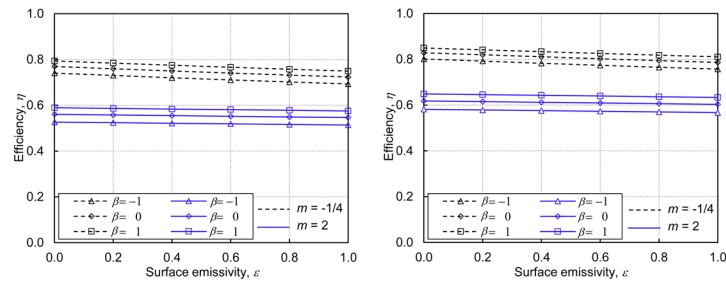 1.0
0.8
0.6
0.4
0.2
0.0
Efficiency, η
β= −1
β= 0
β= 1
β= −1
β= 0
β= 1
m = -1/4
m = 2
0.0 0.2 0.4 0.6 0.8 1.0
Surface emissivity, ε
1.0
0.8
0.6
0.4
0.2
0.0
Efficiency, η
β= −1
β= 0
β= 1
β= −1
β= 0
β= 1
m = -1/4
m = 2
0.0 0.2 0.4 0.6 0.8 1.0
Surface emissivity, ε